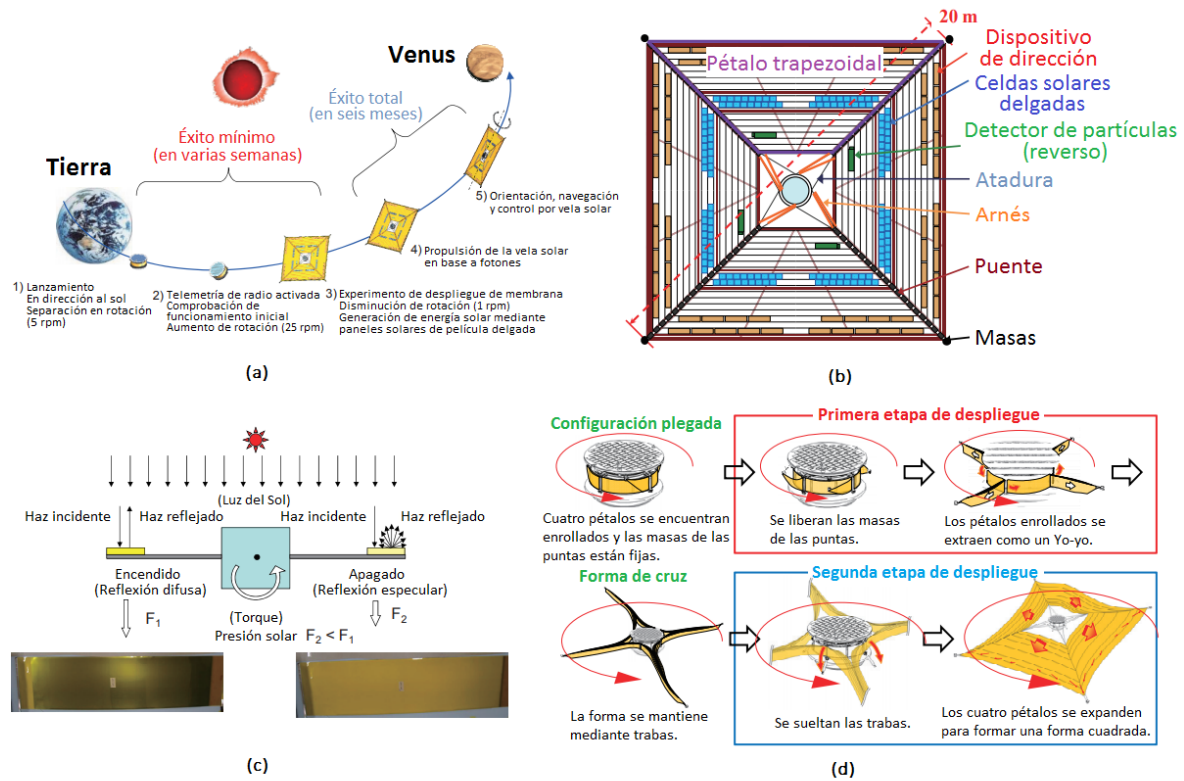 Tierra
Venus
Éxito mínimo
(en varias semanas)
Éxito total
(en seis meses)
1) Lanzamiento
En dirección al sol
Separación en rotación
(5 rpm)
2) Telemetría de radio activada
Comprobación de
funcionamiento inicial
Aumento de rotación (25 rpm)
3) Experimento de despliegue de membrana
Disminución de rotación (1 rpm)
Generación de energía solar mediante
paneles solares de película delgada
4) Propulsión de la vela solar
en base a fotones
5) Orientación, navegación
y control por vela solar
(a)
20 m
Pétalo trapezoidal
Dispositivo
de dirección
Celdas solares
delgadas
Detector de partículas
(reverso)
Atadura
Arnés
Puente
Masas
(b)
(Luz del Sol)
Haz incidente
Haz reflejado
Haz incidente
Haz reflejado
Encendido
(Reflexión difusa)
Apagado
(Reflexión especular)
F1
F2
(Torque)
Presión solar F2 < F1
(c)
Configuración plegada
Cuatro pétalos se encuentran
enrollados y las masas de las
puntas están fijas.
Primera etapa de despliegue
Se liberan las masas
de las puntas.
Los pétalos enrollados se
extraen como un Yo-yo.
Forma de cruz
La forma se mantiene
mediante trabas.
Segunda etapa de despliegue
Se sueltan las trabas.
Los cuatro pétalos se expanden
para formar una forma cuadrada.
(d)